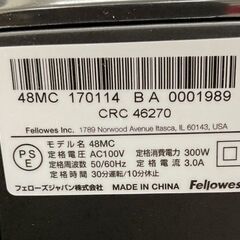 48MC 170114 B A 0001989
CRC 46270
Fellowes Inc. 1789 Norwood Avenue Itasca, IL 60143, USA
PSE
モデル名 48MC
定格電圧 AC100V 定格消費電力 300W
定格周波数 50/60Hz 定格電流 3.0A
定格時間 30分運転/10分休止
フェローズジャパン株式会社 MADE IN CHINA Fellowes